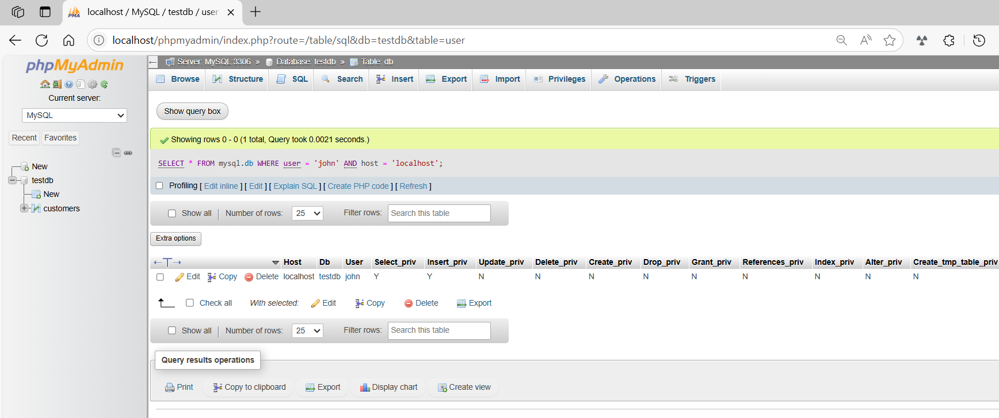 localhost / MySQL / testdb / user
localhost/phpmyadmin/index.php?route=/table/sql&db=testdb&table=user
phpMyAdmin
Current server:
MySQL
Recent Favorites
New
testdb
New
customers
Server: MySQL:3306 » Database: testdb » Table: db
Browse Structure SQL Search Insert Export Import Privileges Operations Triggers
Show query box
Showing rows 0 - 0 (1 total, Query took 0.0021 seconds.)
SELECT * FROM mysql.db WHERE user = 'john' AND host = 'localhost';
Profiling [ Edit inline ] [ Edit ] [ Explain SQL ] [ Create PHP code ] [ Refresh ]
Show all Number of rows: 25 Filter rows: Search this table
Extra options
Host Db User Select_priv Insert_priv Update_priv Delete_priv Create_priv Drop_priv Grant_priv References_priv Index_priv Alter_priv Create_tmp_table_priv
Edit Copy Delete localhost testdb john Y Y N N N N N N N N N
Check all With selected: Edit Copy Delete Export
Show all Number of rows: 25 Filter rows: Search this table
Query results operations
Print Copy to clipboard Export Display chart Create view